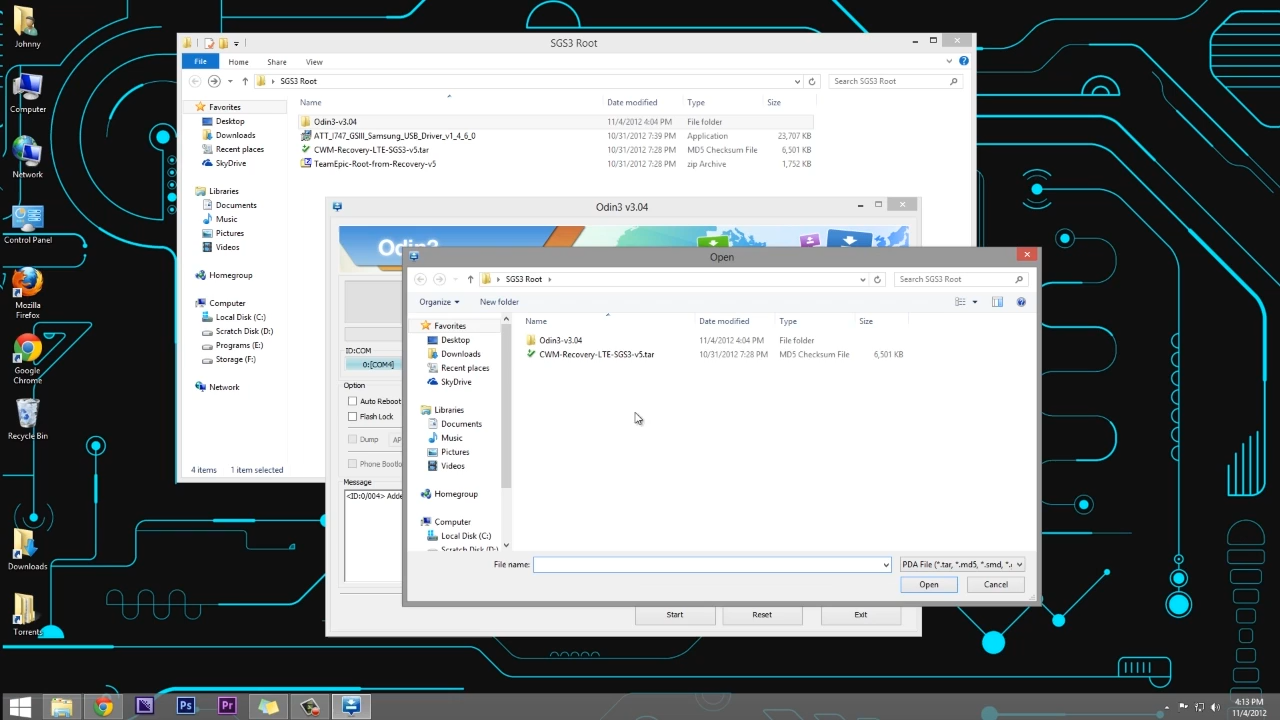 Johnny
Computer
Network
Control Panel
Mozilla
Firefox
Google
Chrome
Recycle Bin
Downloads
Torrents
SGS3 Root
File Home Share View
SGS3 Root
Search SGS3 Root
Name Date modified Type Size
Odin3-v3.04 11/4/2012 4:04 PM File folder
ATT_I747_GSIII_Samsung_USB_Driver_v1_4_6_0 10/31/2012 7:39 PM Application 23,707 KB
CWM-Recovery-LTE-SGS3-v5.tar 10/31/2012 7:28 PM MD5 Checksum File 6,501 KB
TeamEpic-Root-from-Recovery-v5 10/31/2012 7:28 PM zip Archive 1,752 KB
Favorites
Desktop
Downloads
Recent places
SkyDrive
Libraries
Documents
Music
Pictures
Videos
Homegroup
Computer
Local Disk (C:)
Scratch Disk (D:)
Programs (E:)
Storage (F:)
Network
4 items 1 item selected
Odin3 v3.04
Odin3
ID:COM
0:[COM4]
Option
Auto Reboot
Flash Lock
Dump AP
Phone Bootlo
Message
<ID:0/004> Adde
Start Reset Exit
Open
SGS3 Root
Search SGS3 Root
Organize New folder
Name Date modified Type Size
Odin3-v3.04 11/4/2012 4:04 PM File folder
CWM-Recovery-LTE-SGS3-v5.tar 10/31/2012 7:28 PM MD5 Checksum File 6,501 KB
Favorites
Desktop
Downloads
Recent places
SkyDrive
Libraries
Documents
Music
Pictures
Videos
Homegroup
Computer
Local Disk (C:)
Scratch Disk (D:)
File name:
PDA File (*.tar, *.md5, *.smd, *.
Open Cancel
Ps
Pr
4:13 PM
11/4/2012